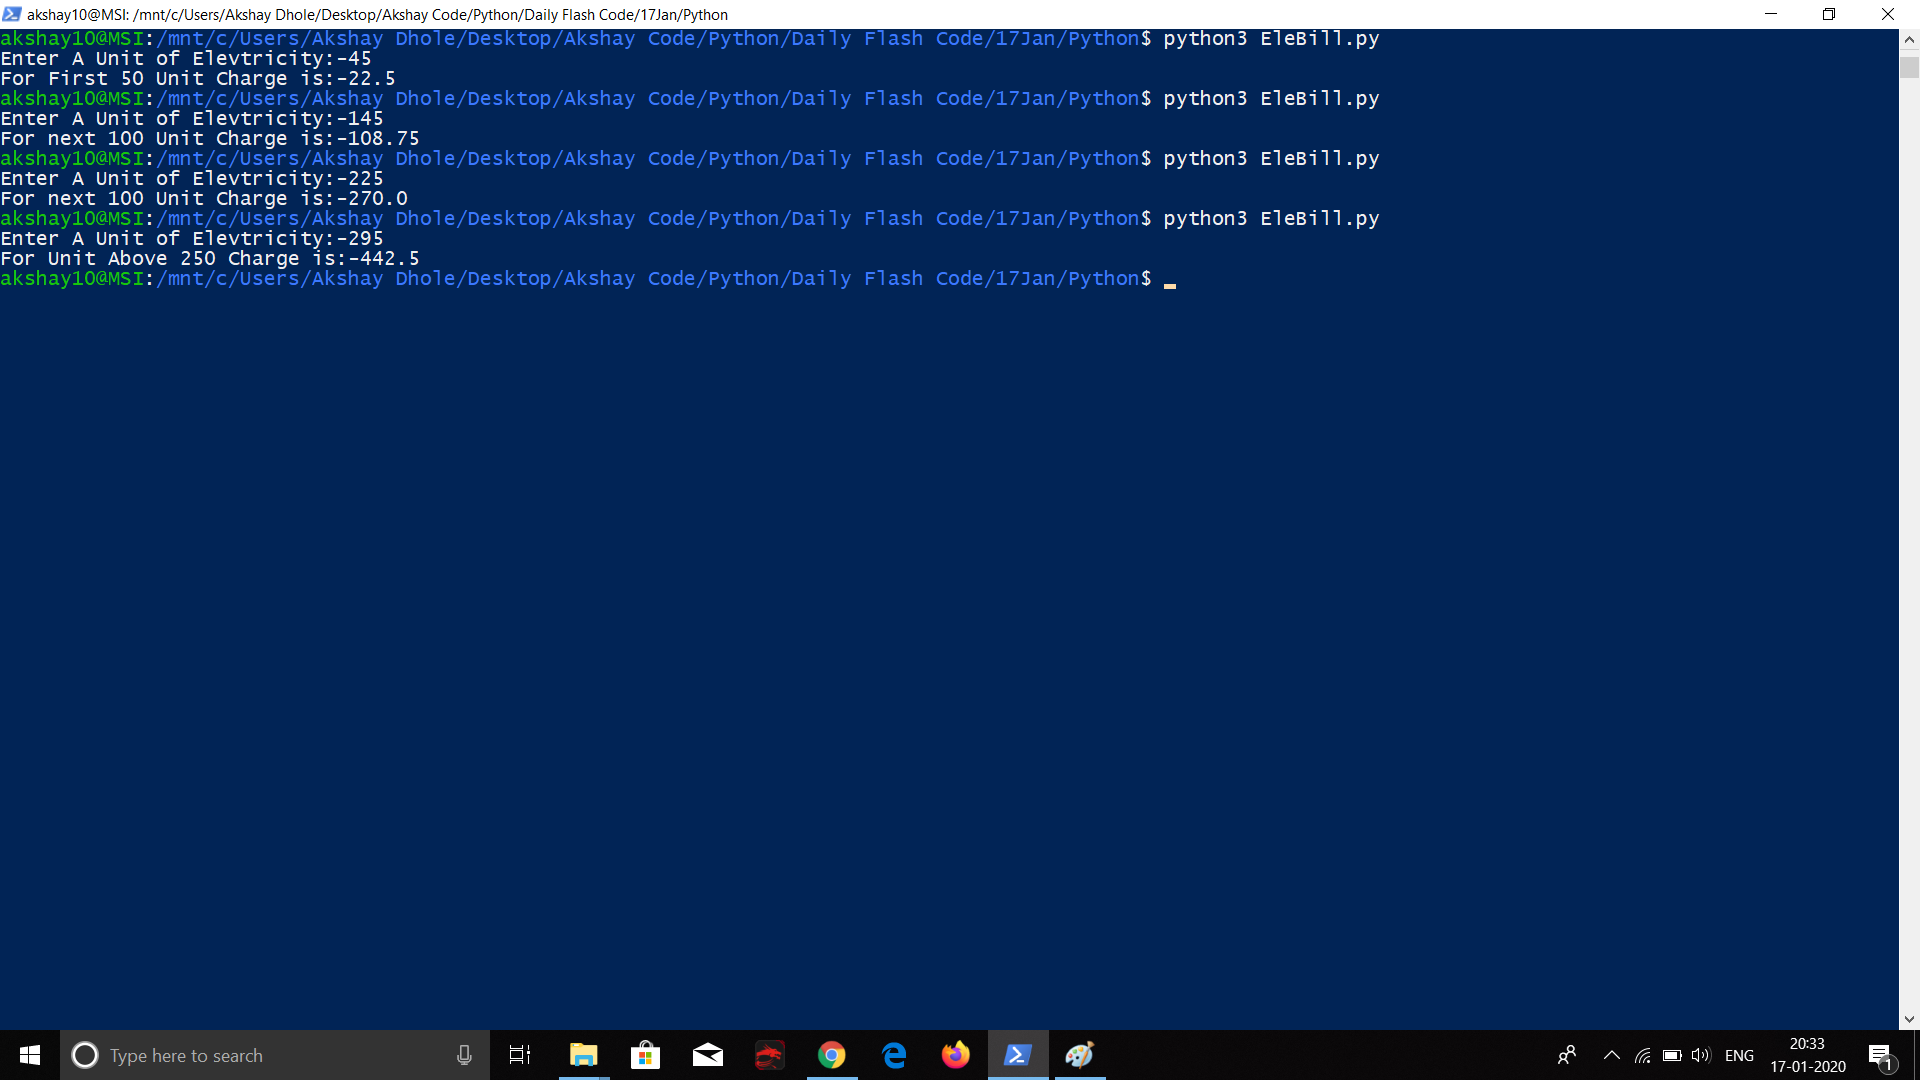 akshay10@MSI: /mnt/c/Users/Akshay Dhole/Desktop/Akshay Code/Python/Daily Flash Code/17Jan/Python
akshay10@MSI:/mnt/c/Users/Akshay Dhole/Desktop/Akshay Code/Python/Daily Flash Code/17Jan/Python$ python3 EleBill.py
Enter A Unit of Elevtricity:-45
For First 50 Unit Charge is:-22.5
akshay10@MSI:/mnt/c/Users/Akshay Dhole/Desktop/Akshay Code/Python/Daily Flash Code/17Jan/Python$ python3 EleBill.py
Enter A Unit of Elevtricity:-145
For next 100 Unit Charge is:-108.75
akshay10@MSI:/mnt/c/Users/Akshay Dhole/Desktop/Akshay Code/Python/Daily Flash Code/17Jan/Python$ python3 EleBill.py
Enter A Unit of Elevtricity:-225
For next 100 Unit Charge is:-270.0
akshay10@MSI:/mnt/c/Users/Akshay Dhole/Desktop/Akshay Code/Python/Daily Flash Code/17Jan/Python$ python3 EleBill.py
Enter A Unit of Elevtricity:-295
For Unit Above 250 Charge is:-442.5
akshay10@MSI:/mnt/c/Users/Akshay Dhole/Desktop/Akshay Code/Python/Daily Flash Code/17Jan/Python$
Type here to search
ENG
20:33
17-01-2020
1